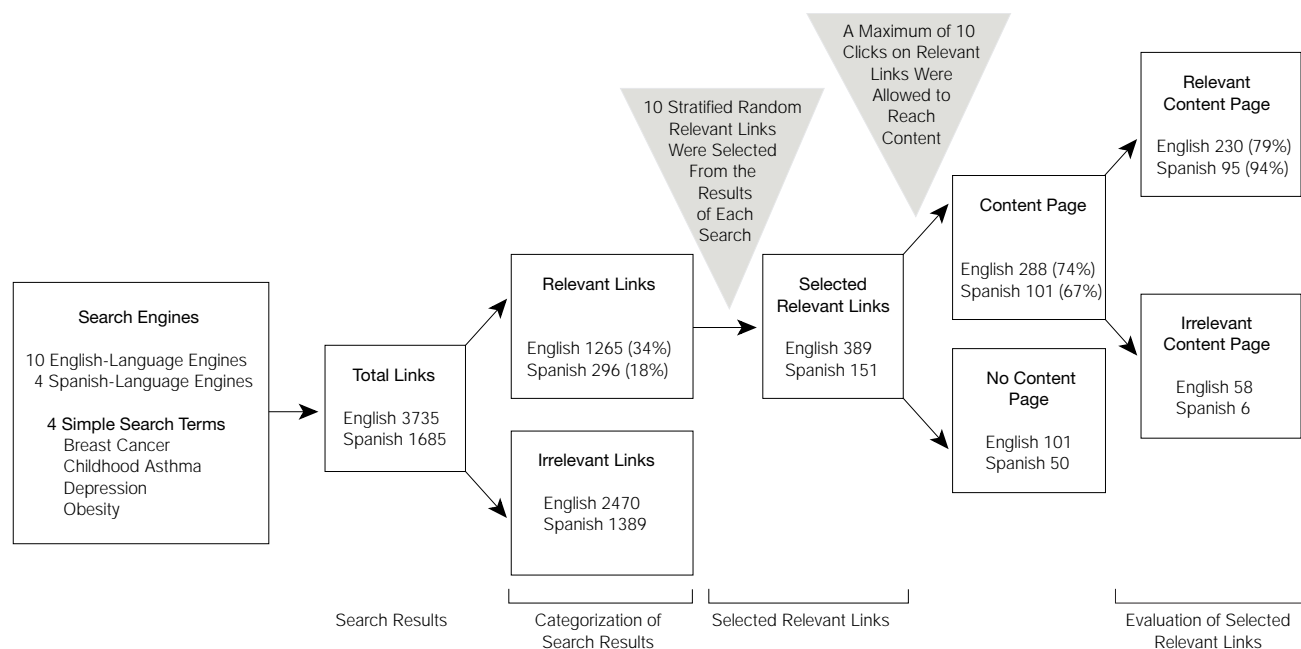 Search Engines
10 English-Language Engines
4 Spanish-Language Engines
4 Simple Search Terms
Breast Cancer
Childhood Asthma
Depression
Obesity
Total Links
English 3735
Spanish 1685
Relevant Links
English 1265 (34%)
Spanish 296 (18%)
Irrelevant Links
English 2470
Spanish 1389
10 Stratified Random
Relevant Links
Were Selected
From the
Results
of Each
Search
Selected
Relevant Links
English 389
Spanish 151
A Maximum of 10
Clicks on Relevant
Links Were
Allowed to
Reach
Content
Content Page
English 288 (74%)
Spanish 101 (67%)
No Content
Page
English 101
Spanish 50
Relevant
Content Page
English 230 (79%)
Spanish 95 (94%)
Irrelevant
Content Page
English 58
Spanish 6
Search Results
Categorization of
Search Results
Selected Relevant Links
Evaluation of Selected
Relevant Links